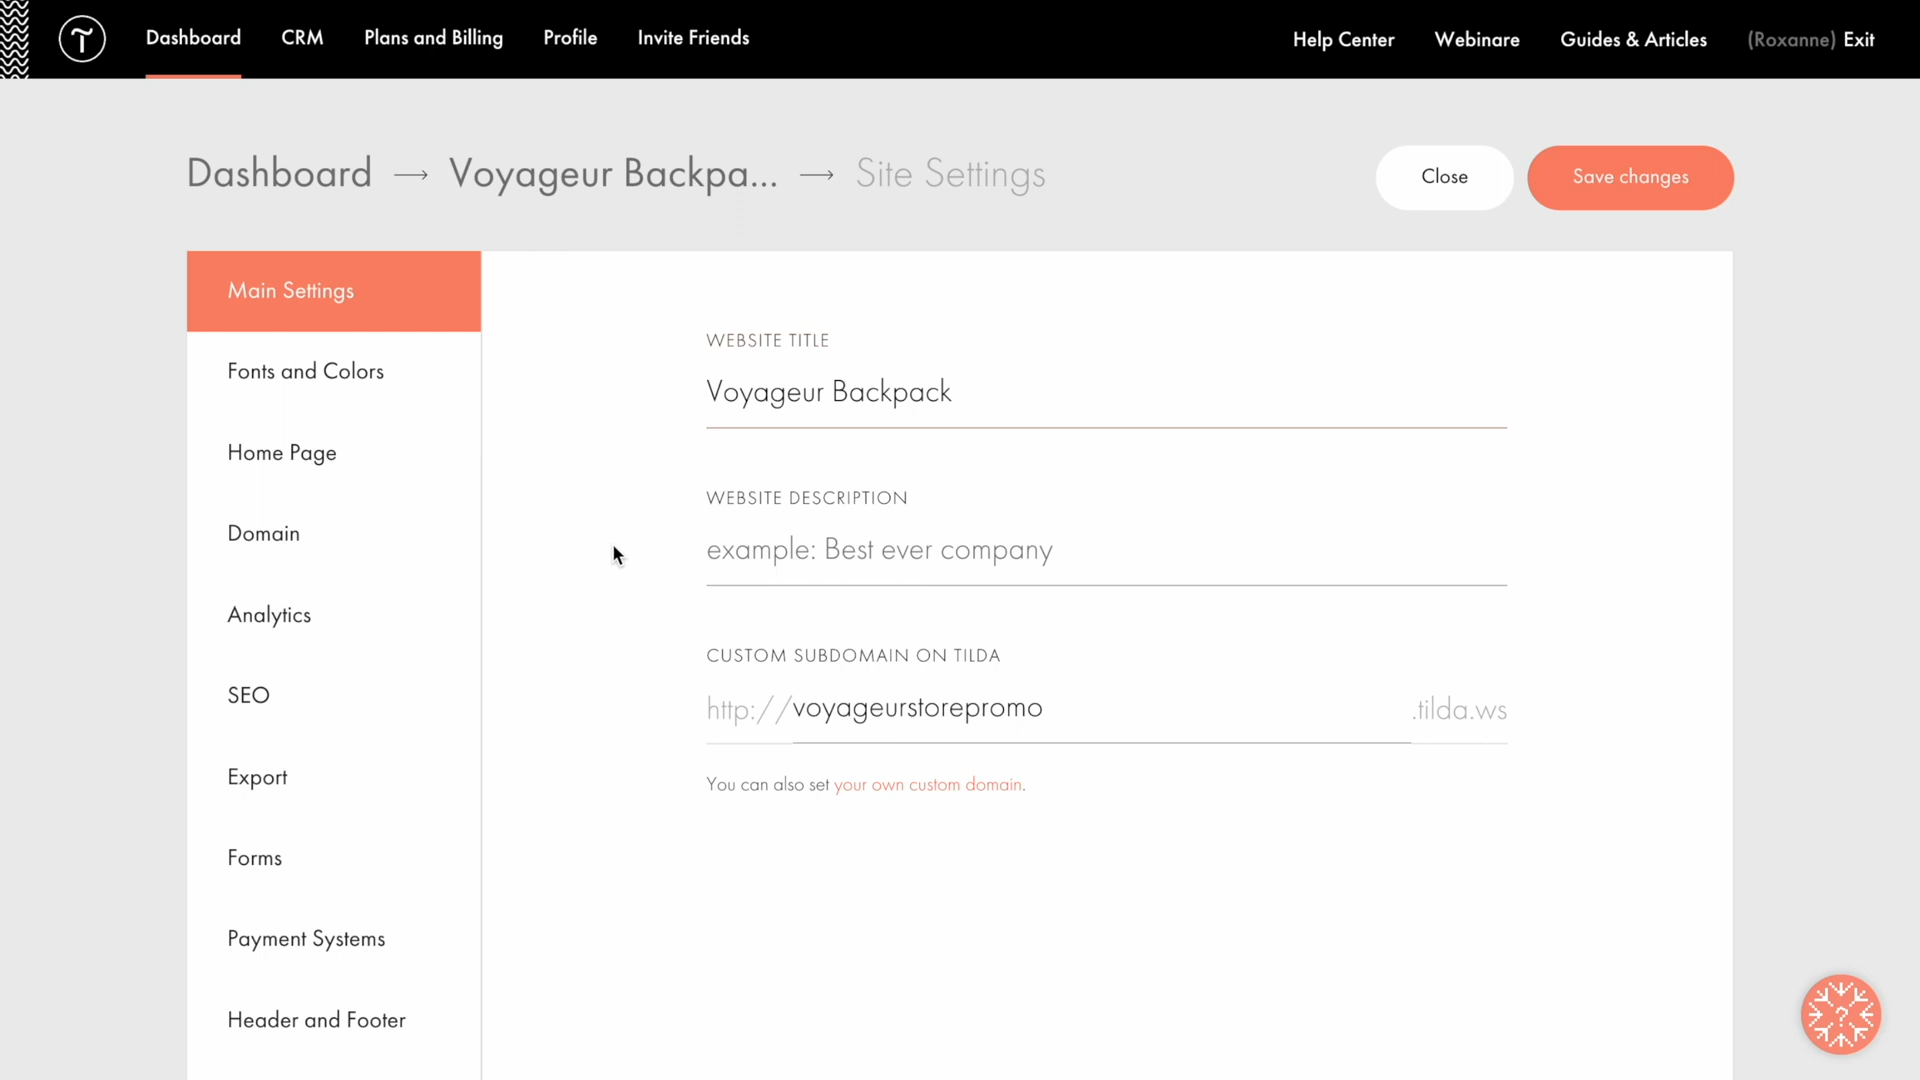 Dashboard CRM Plans and Billing Profile Invite Friends Help Center Webinare Guides & Articles (Roxanne) Exit
Dashboard → Voyageur Backpa... → Site Settings
Close Save changes
Main Settings
Fonts and Colors
Home Page
Domain
Analytics
SEO
Export
Forms
Payment Systems
Header and Footer
WEBSITE TITLE
Voyageur Backpack
WEBSITE DESCRIPTION
example: Best ever company
CUSTOM SUBDOMAIN ON TILDA
http://voyageurstorepromo .tilda.ws
You can also set your own custom domain.
?